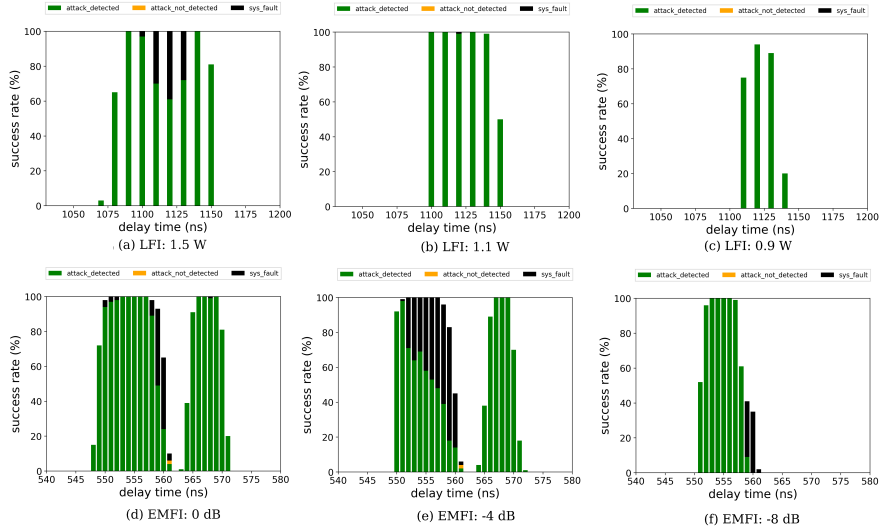 attack_detected attack_not_detected sys_fault
100
80
60
40
20
0
success rate (%)
1050 1075 1100 1125 1150 1175 1200
delay time (ns)
(a) LFI: 1.5 W
attack_detected attack_not_detected sys_fault
100
80
60
40
20
0
success rate (%)
1050 1075 1100 1125 1150 1175 1200
delay time (ns)
(b) LFI: 1.1 W
attack_detected attack_not_detected sys_fault
100
80
60
40
20
0
success rate (%)
1050 1075 1100 1125 1150 1175 1200
delay time (ns)
(c) LFI: 0.9 W
attack_detected attack_not_detected sys_fault
100
80
60
40
20
0
success rate (%)
540 545 550 555 560 565 570 575 580
delay time (ns)
(d) EMFI: 0 dB
attack_detected attack_not_detected sys_fault
100
80
60
40
20
0
success rate (%)
540 545 550 555 560 565 570 575 580
delay time (ns)
(e) EMFI: -4 dB
attack_detected attack_not_detected sys_fault
100
80
60
40
20
0
success rate (%)
540 545 550 555 560 565 570 575 580
delay time (ns)
(f) EMFI: -8 dB